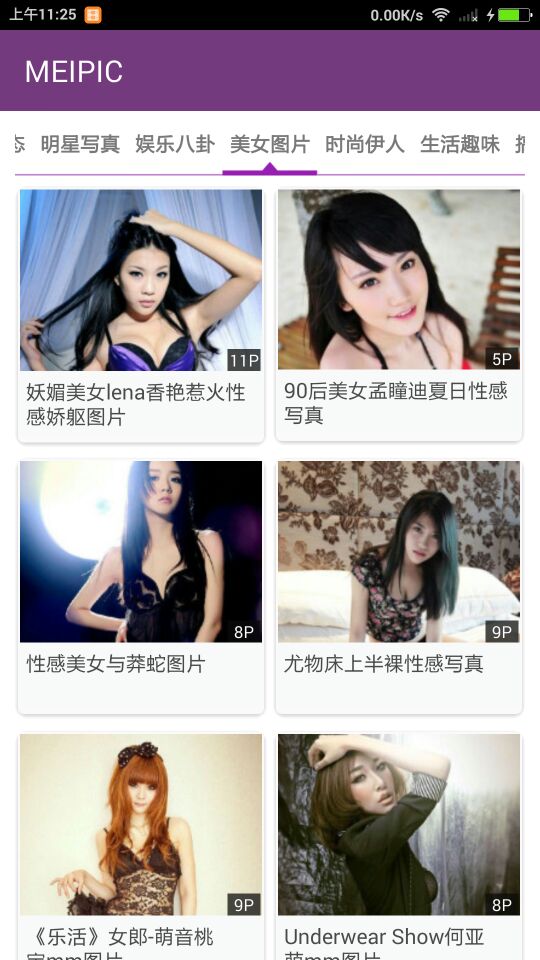 上午11:25 0.00K/s
MEIPIC
态 明星写真 娱乐八卦 美女图片 时尚伊人 生活趣味
11P 5P
妖媚美女lena香艳惹火性 90后美女孟瞳迪夏日性感
感娇躯图片 写真
8P 9P
性感美女与莽蛇图片 尤物床上半裸性感写真
9P 8P
《乐活》女郎-萌音桃 Underwear Show何亚